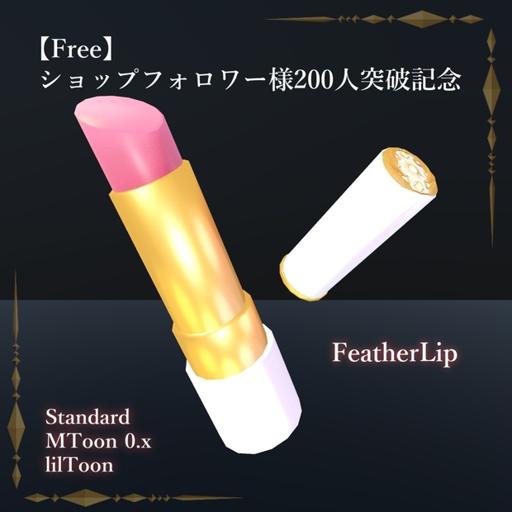 【Free】
ショップフォロワー様200人突破記念
FeatherLip
Standard
MToon 0.x
lilToon